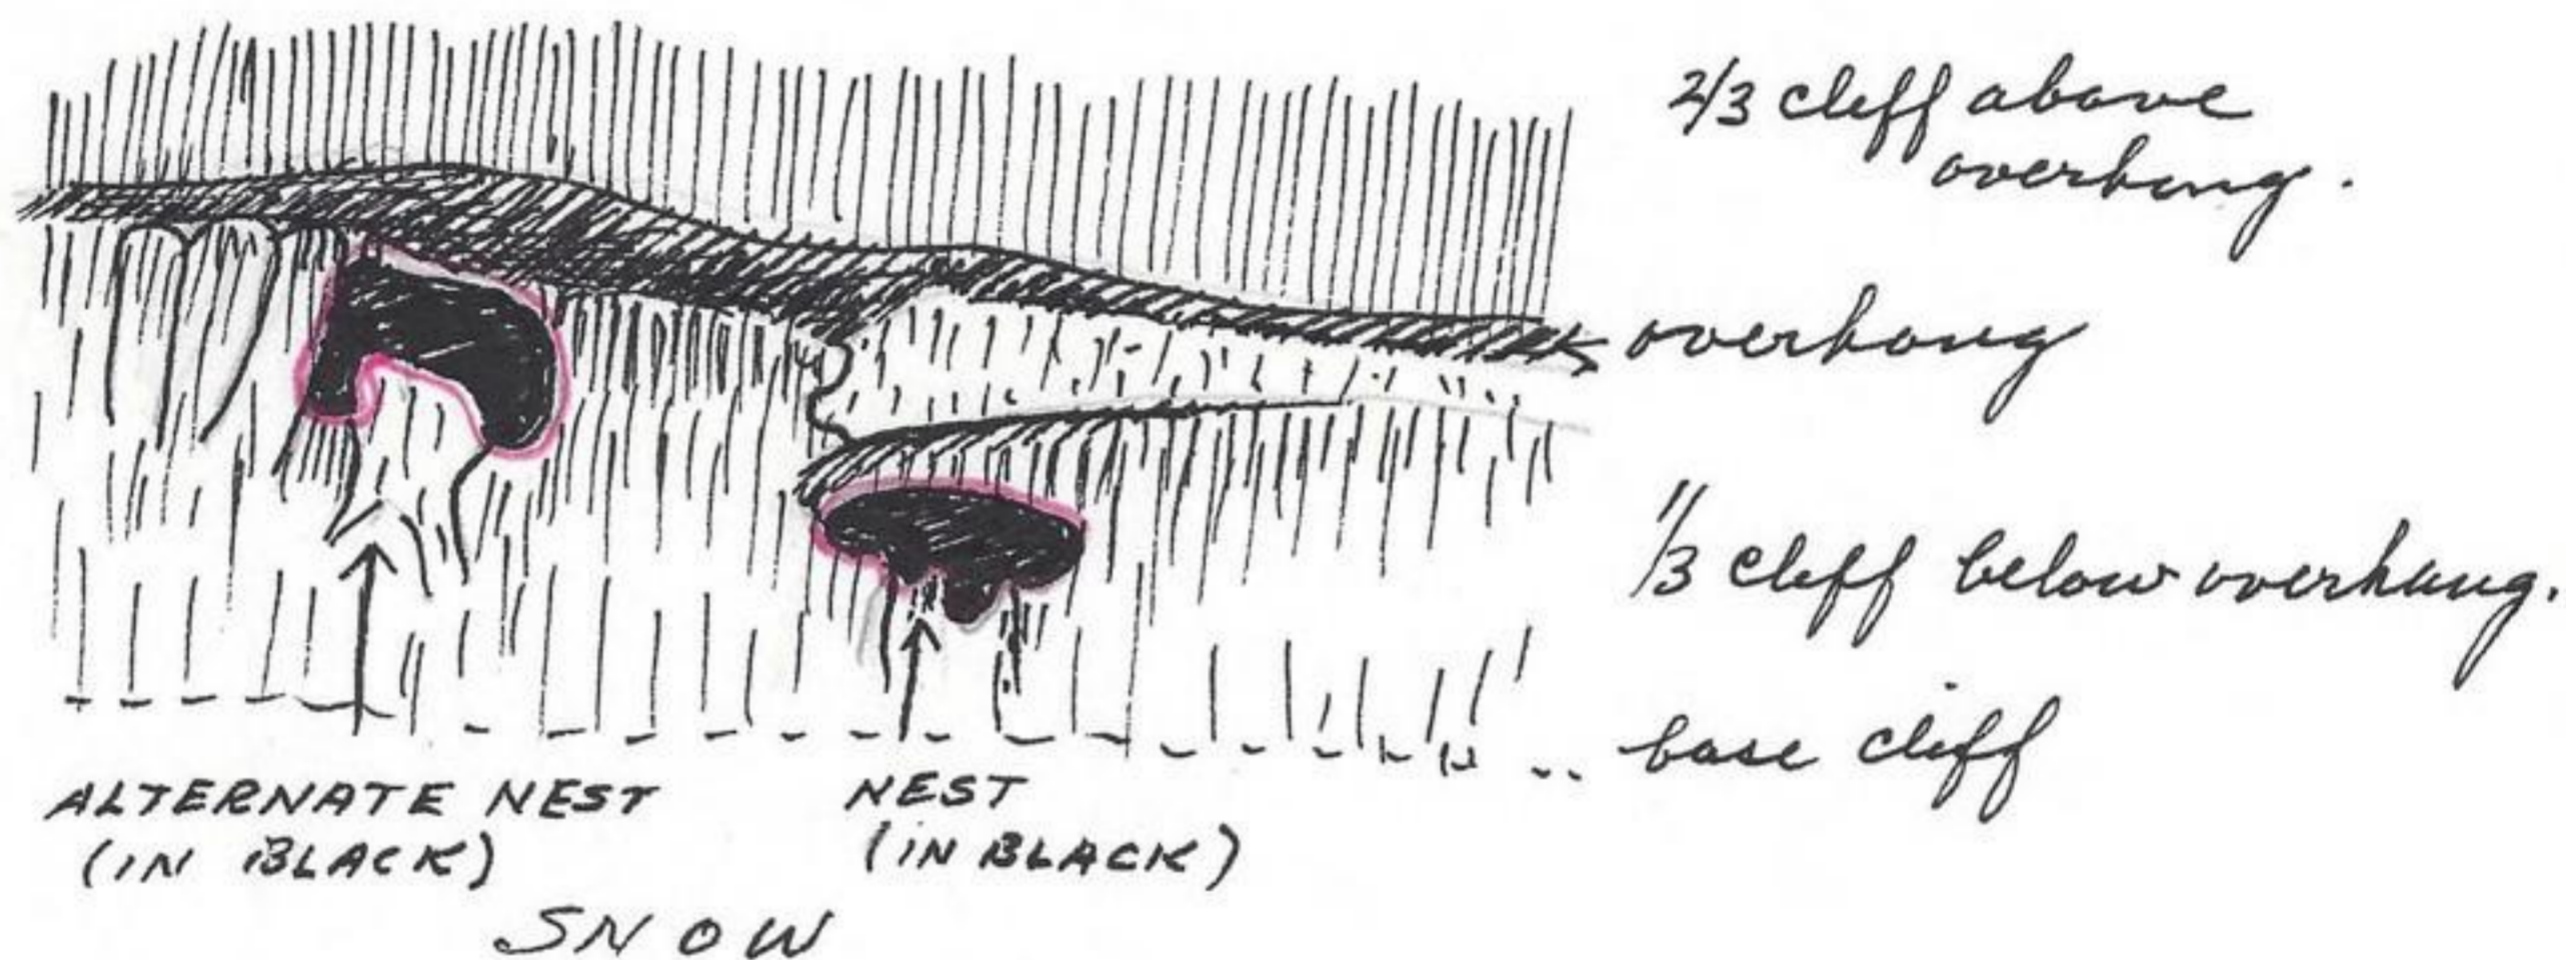 2/3 cliff above
overhang.
overhang
1/3 cliff below overhang.
base cliff
ALTERNATE NEST
(IN BLACK)
NEST
(IN BLACK)
SNOW